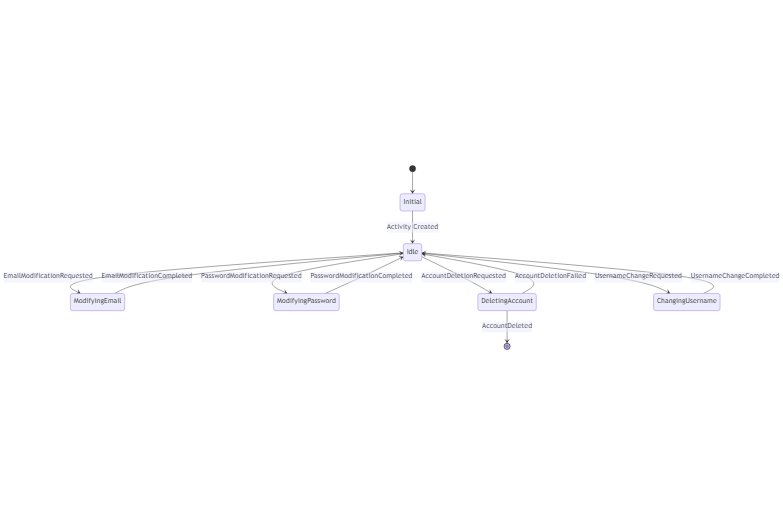 Initial
Activity Created
Idle
EmailModificationRequested
EmailModificationCompleted
PasswordModificationRequested
PasswordModificationCompleted
AccountDeletionRequested
AccountDeletionFailed
UsernameChangeRequested
UsernameChangeCompleted
ModifyingEmail
ModifyingPassword
DeletingAccount
ChangingUsername
AccountDeleted